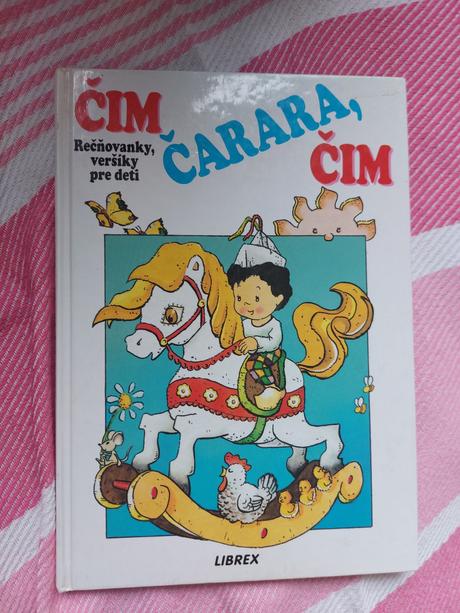 ČIM
ČARARA,
ČIM
Rečňovanky,
veršíky
pre deti
LIBREX